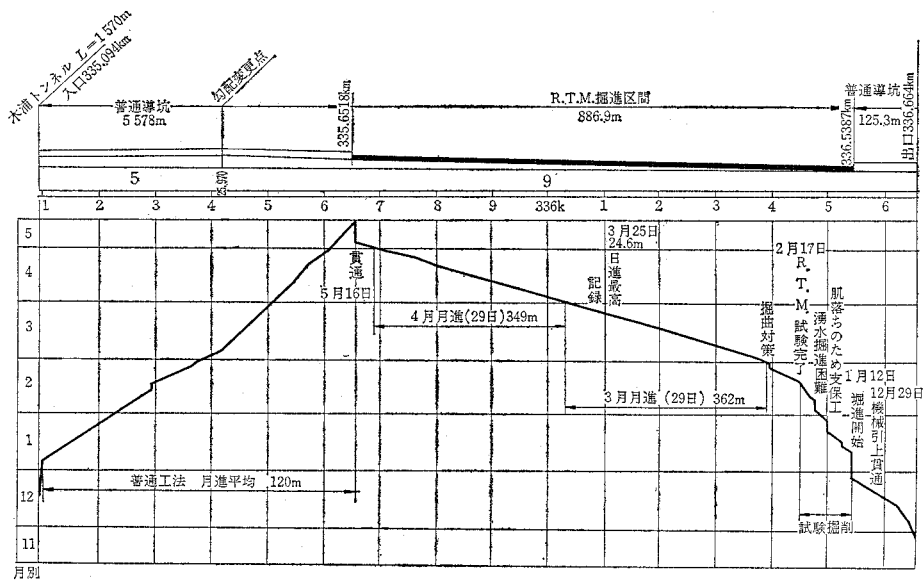 木浦トンネル L=1570m
入口335.094km
普通導坑
5578m
勾配変更点
335.6518km
R.T.M.掘進区間
886.9m
336.5387km
普通導坑
125.3m
出口336.664km
5
9
1 2 3 4 5 6 7 8 9 336k 1 2 3 4 5 6
5
4
3
2
1
12
11
月別
貫通
5月16日
4月月進(29日)349m
3月25日
24.6m
日進最高
記録
3月月進(29日) 362m
掘曲対策
2月17日
R.T.M.試験完了
湧水掘進困難
肌落ちのため支保工
1月12日
掘進開始
12月29日
機械引上貫通
普通工法 月進平均 120m
試験掘削